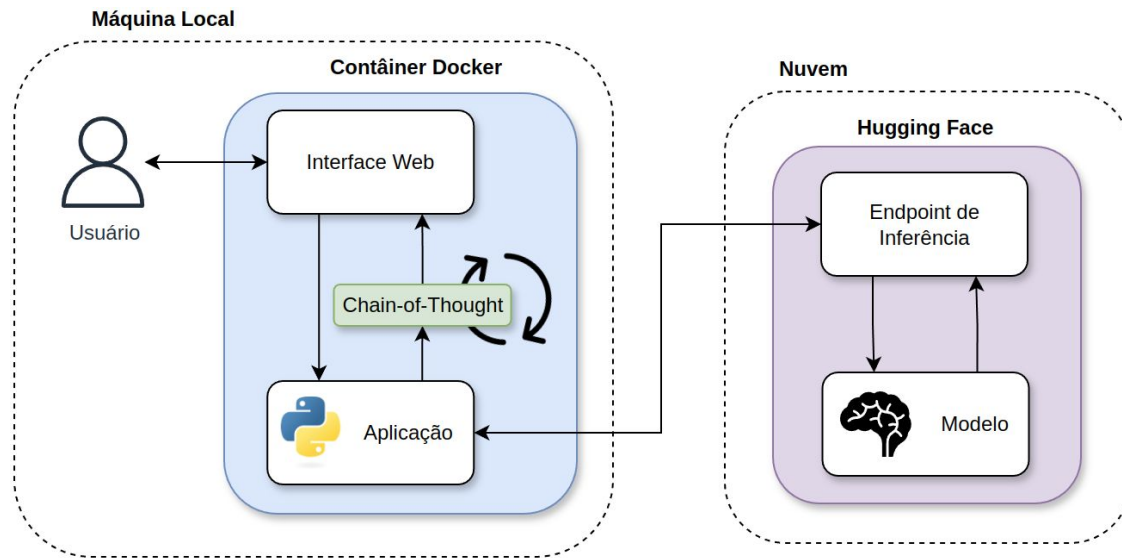 Máquina Local
Contâiner Docker
Interface Web
Usuário
Chain-of-Thought
Aplicação
Nuvem
Hugging Face
Endpoint de
Inferência
Modelo